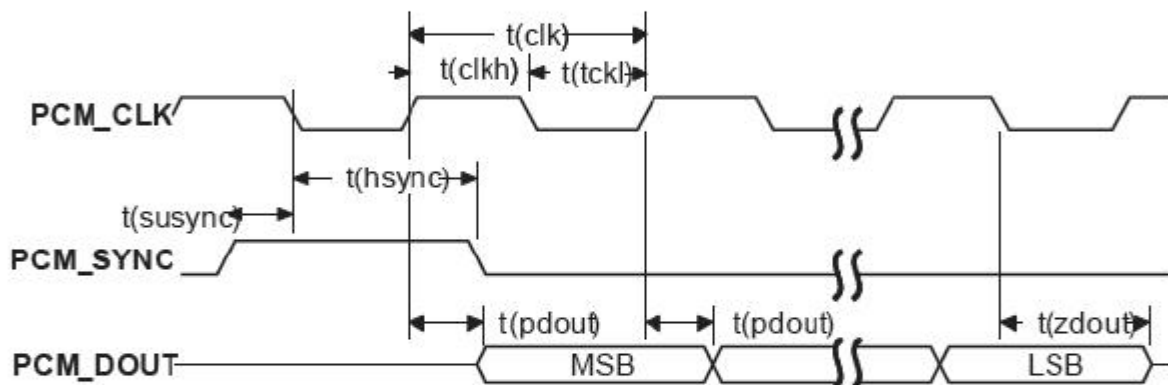 t(clk)
t(clkh) t(tckl)
PCM_CLK
t(hsync)
t(susync)
PCM_SYNC
t(pdout) t(pdout) t(zdout)
PCM_DOUT MSB LSB